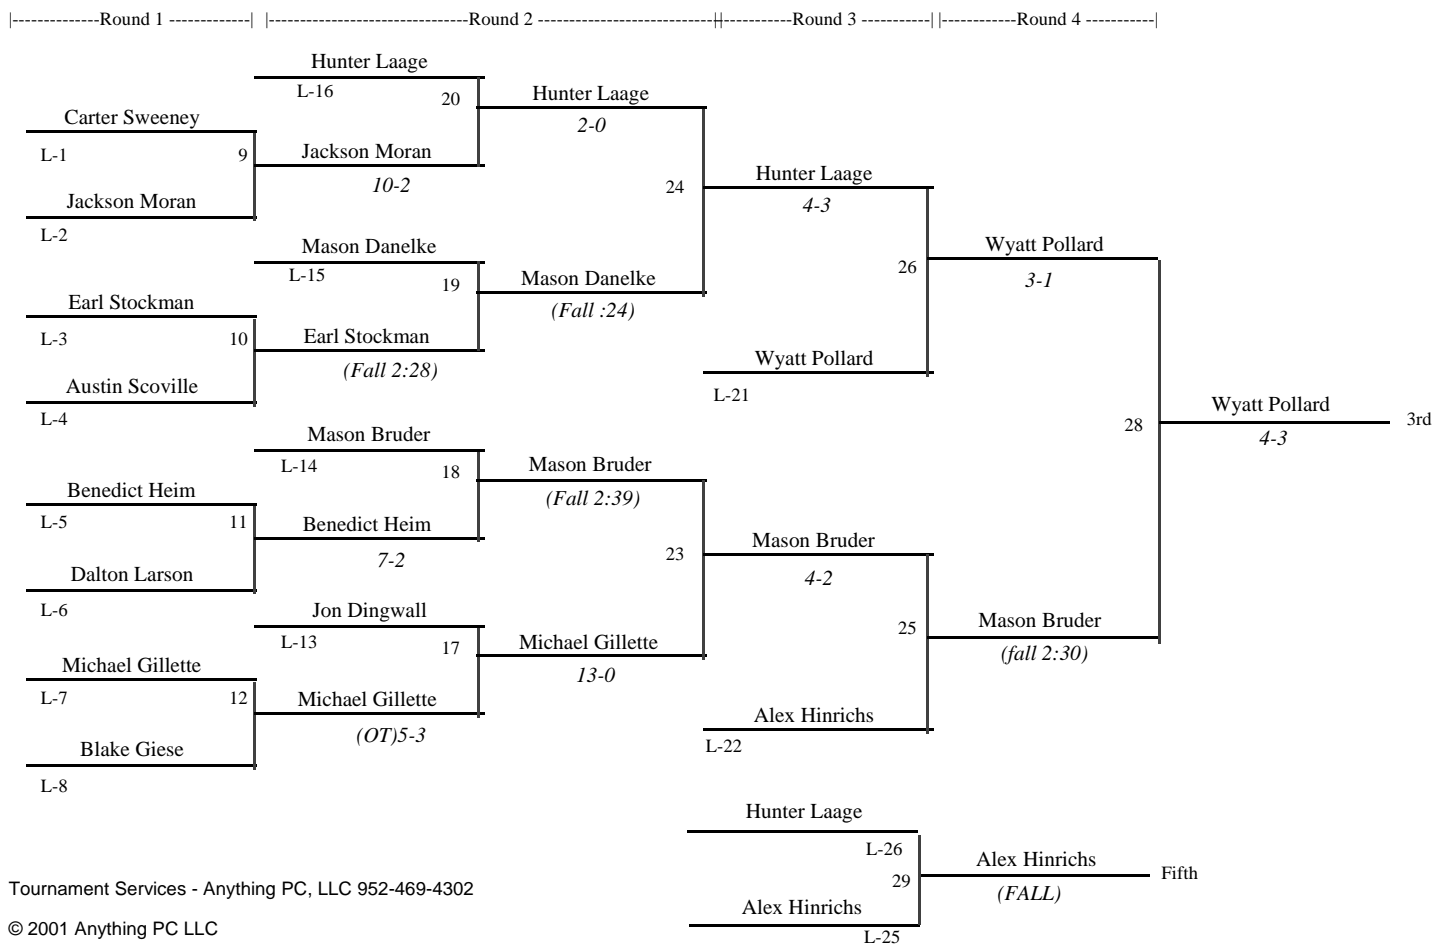 |--------------Round 1 -------------| |--------------------------------Round 2 -----------------------------||-----------Round 3 -----------| |------------Round 4 -----------|
Hunter Laage
L-16
20
Hunter Laage
2-0
Carter Sweeney
L-1
9
Jackson Moran
10-2
Jackson Moran
L-2
24
Hunter Laage
4-3
Mason Danelke
L-15
19
Mason Danelke
(Fall :24)
26
Wyatt Pollard
3-1
Earl Stockman
L-3
10
Earl Stockman
(Fall 2:28)
Austin Scoville
L-4
Wyatt Pollard
L-21
28
Wyatt Pollard
4-3
3rd
Mason Bruder
L-14
18
Mason Bruder
(Fall 2:39)
Benedict Heim
L-5
11
Benedict Heim
7-2
Dalton Larson
L-6
23
Mason Bruder
4-2
Jon Dingwall
L-13
17
Michael Gillette
13-0
25
Mason Bruder
(fall 2:30)
Michael Gillette
L-7
12
Michael Gillette
(OT)5-3
Blake Giese
L-8
Alex Hinrichs
L-22
Hunter Laage
L-26
29
Alex Hinrichs
(FALL)
Fifth
Alex Hinrichs
L-25
Tournament Services - Anything PC, LLC 952-469-4302
© 2001 Anything PC LLC